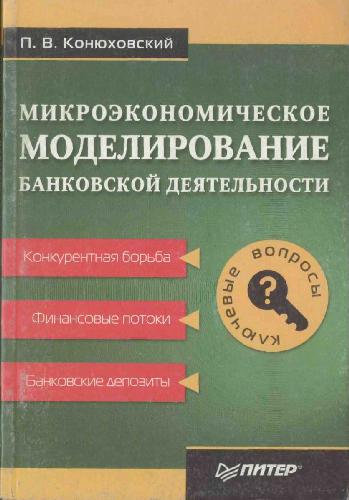 П. В. Конюховский
МИКРОЭКОНОМИЧЕСКОЕ
МОДЕЛИРОВАНИЕ
БАНКОВСКОЙ ДЕЯТЕЛЬНОСТИ
Конкурентная борьба
Финансовые потоки
Банковские депозиты
КЛЮЧЕВЫЕ ВОПРОСЫ
?
ПИТЕР®